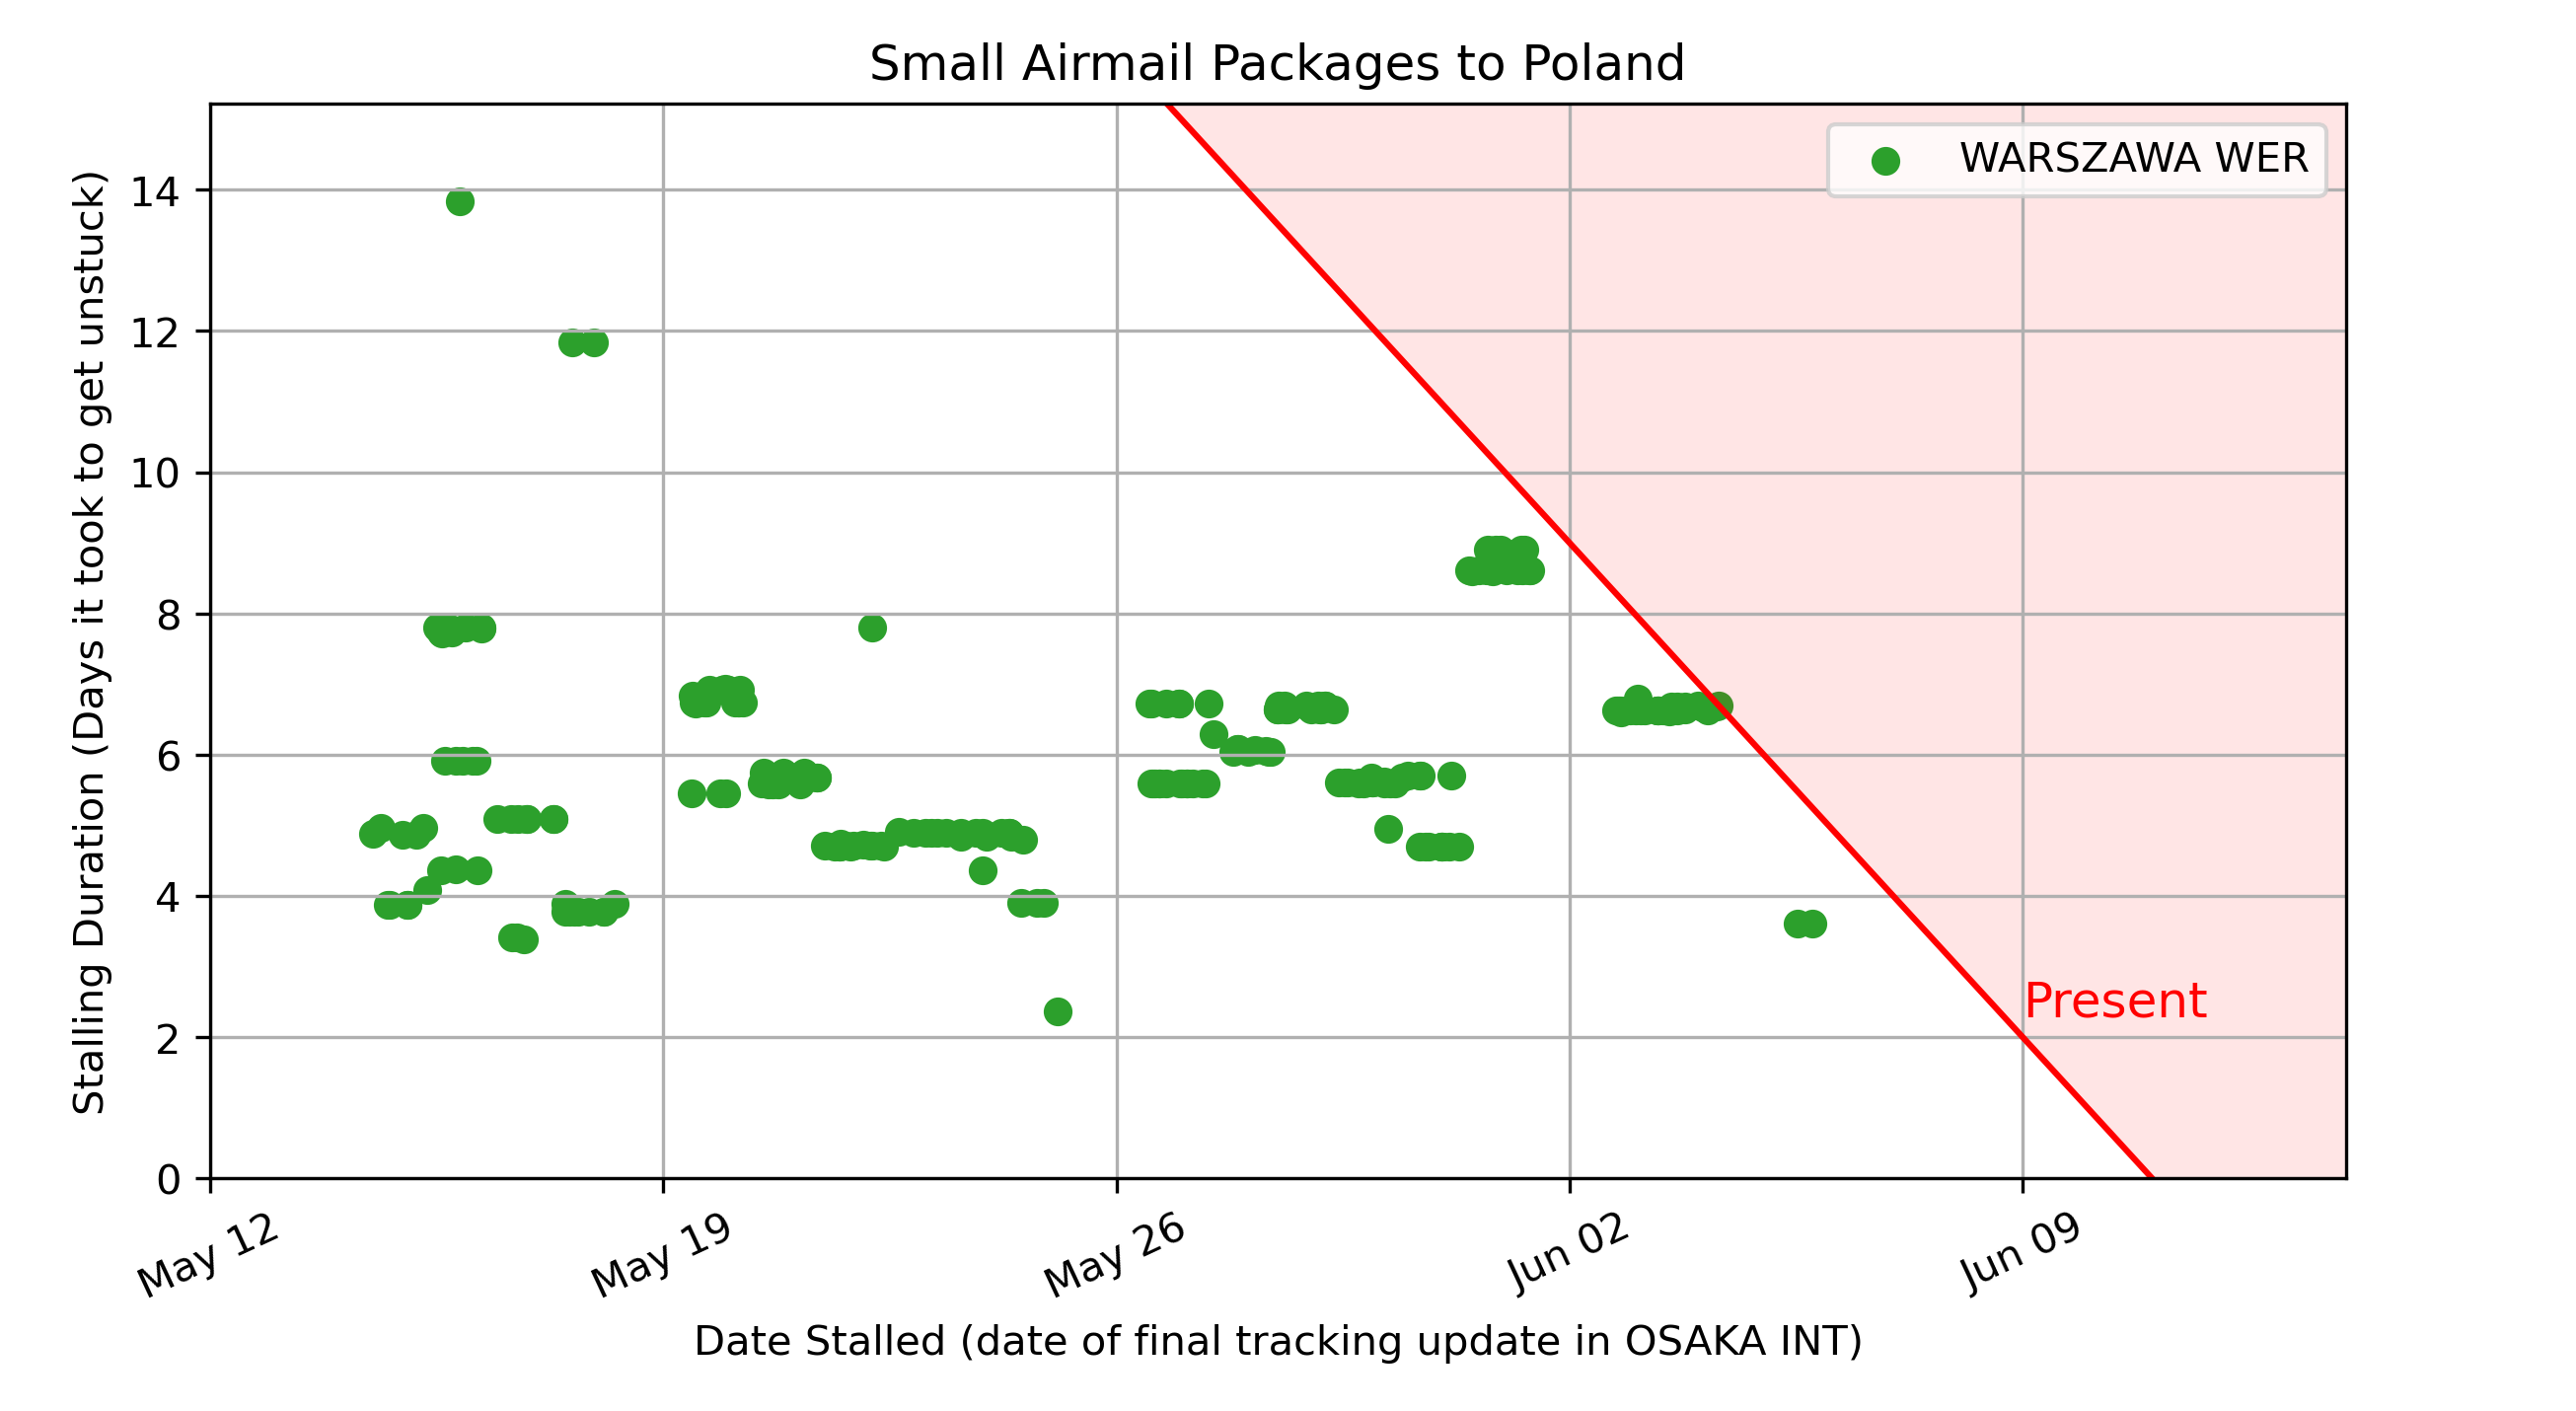 Small Airmail Packages to Poland
WARSZAWA WER
Stalling Duration (Days it took to get unstuck)
14
12
10
8
6
4
2
0
Present
May 12
May 19
May 26
Jun 02
Jun 09
Date Stalled (date of final tracking update in OSAKA INT)